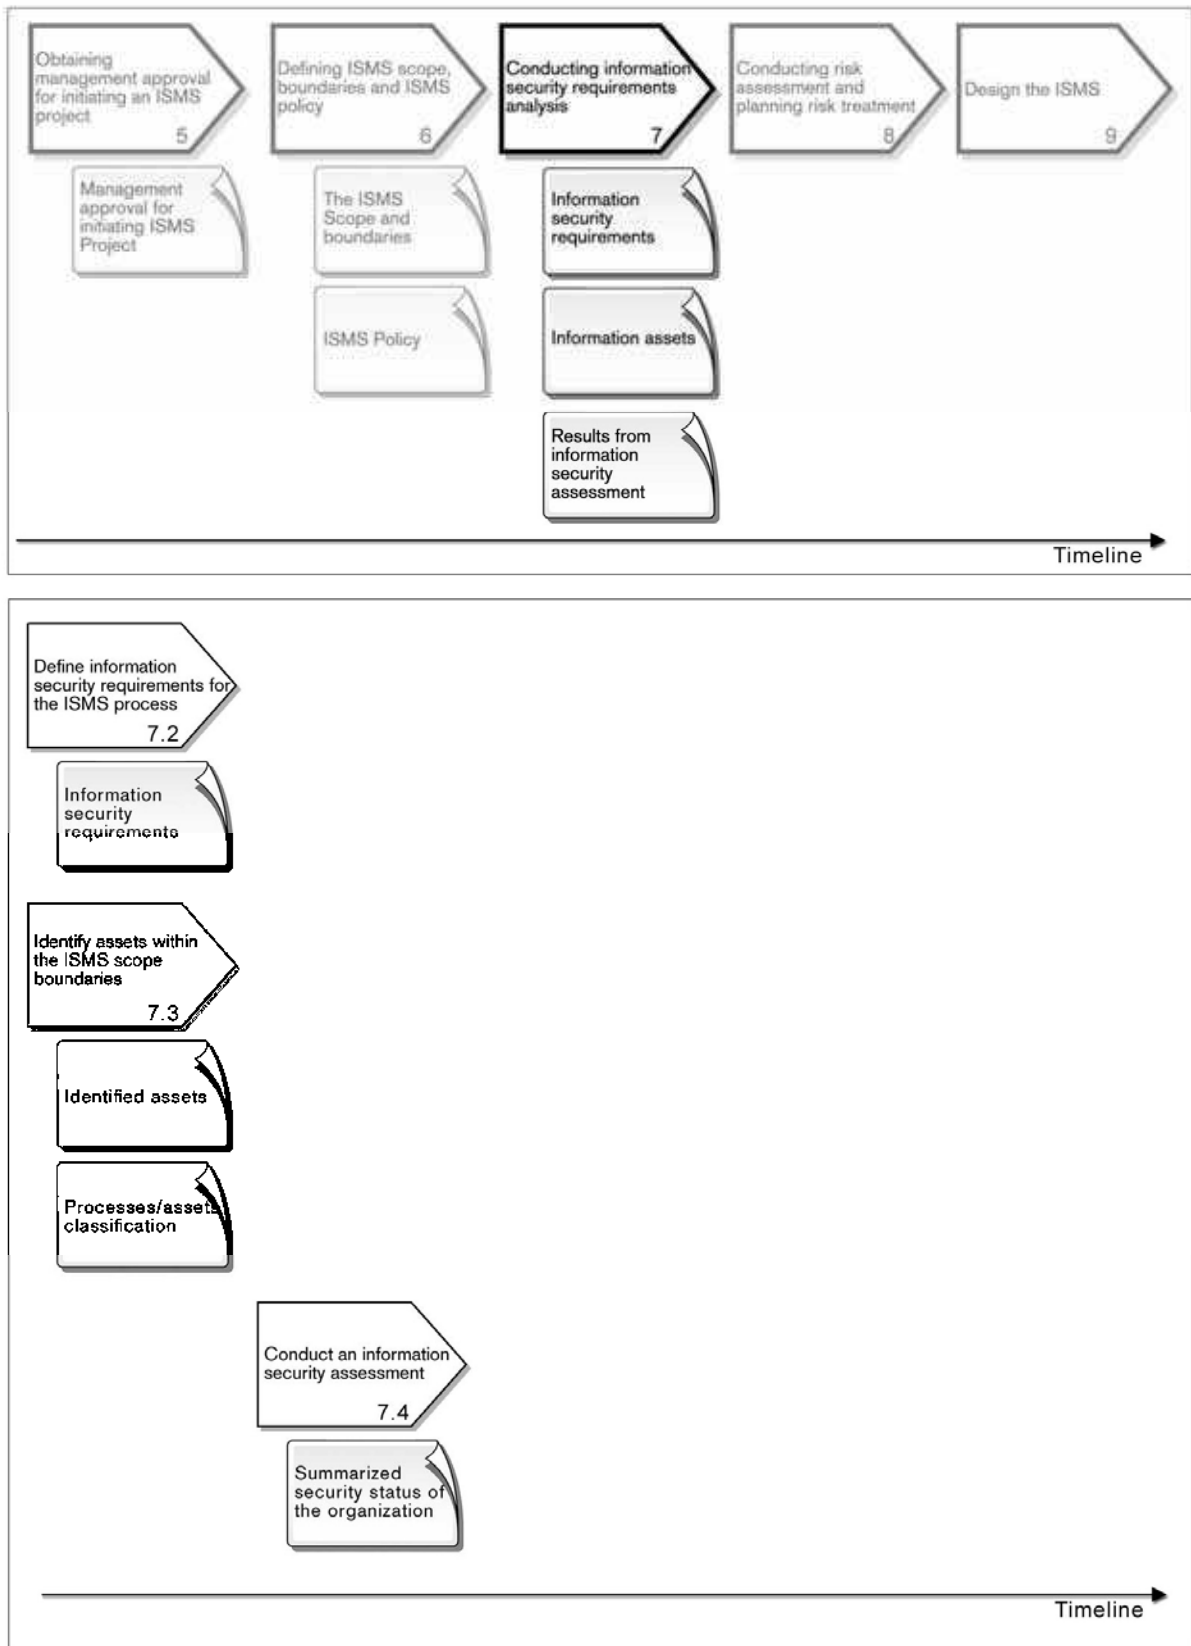 Obtaining
management approval
for initiating an ISMS
project
5
Defining ISMS scope,
boundaries and ISMS
policy
6
Conducting information
security requirements
analysis
7
Conducting risk
assessment and
planning risk treatment
8
Design the ISMS
9
Management
approval for
initiating ISMS
Project
The ISMS
Scope and
boundaries
ISMS Policy
Information
security
requirements
Information assets
Results from
information
security
assessment
Timeline
Define information
security requirements for
the ISMS process
7.2
Information
security
requirements
Identify assets within
the ISMS scope
boundaries
7.3
Identified assets
Processes/assets
classification
Conduct an information
security assessment
7.4
Summarized
security status of
the organization
Timeline